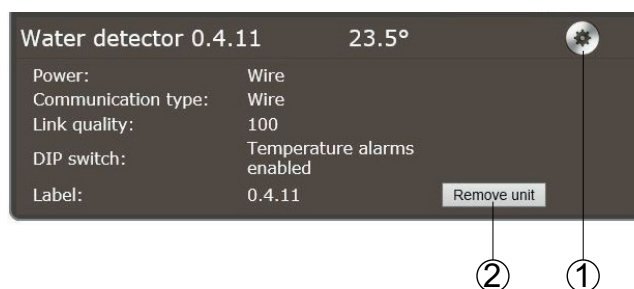 Water detector 0.4.11 23.5°
Power: Wire
Communication type: Wire
Link quality: 100
DIP switch: Temperature alarms enabled
Label: 0.4.11 Remove unit
2 1